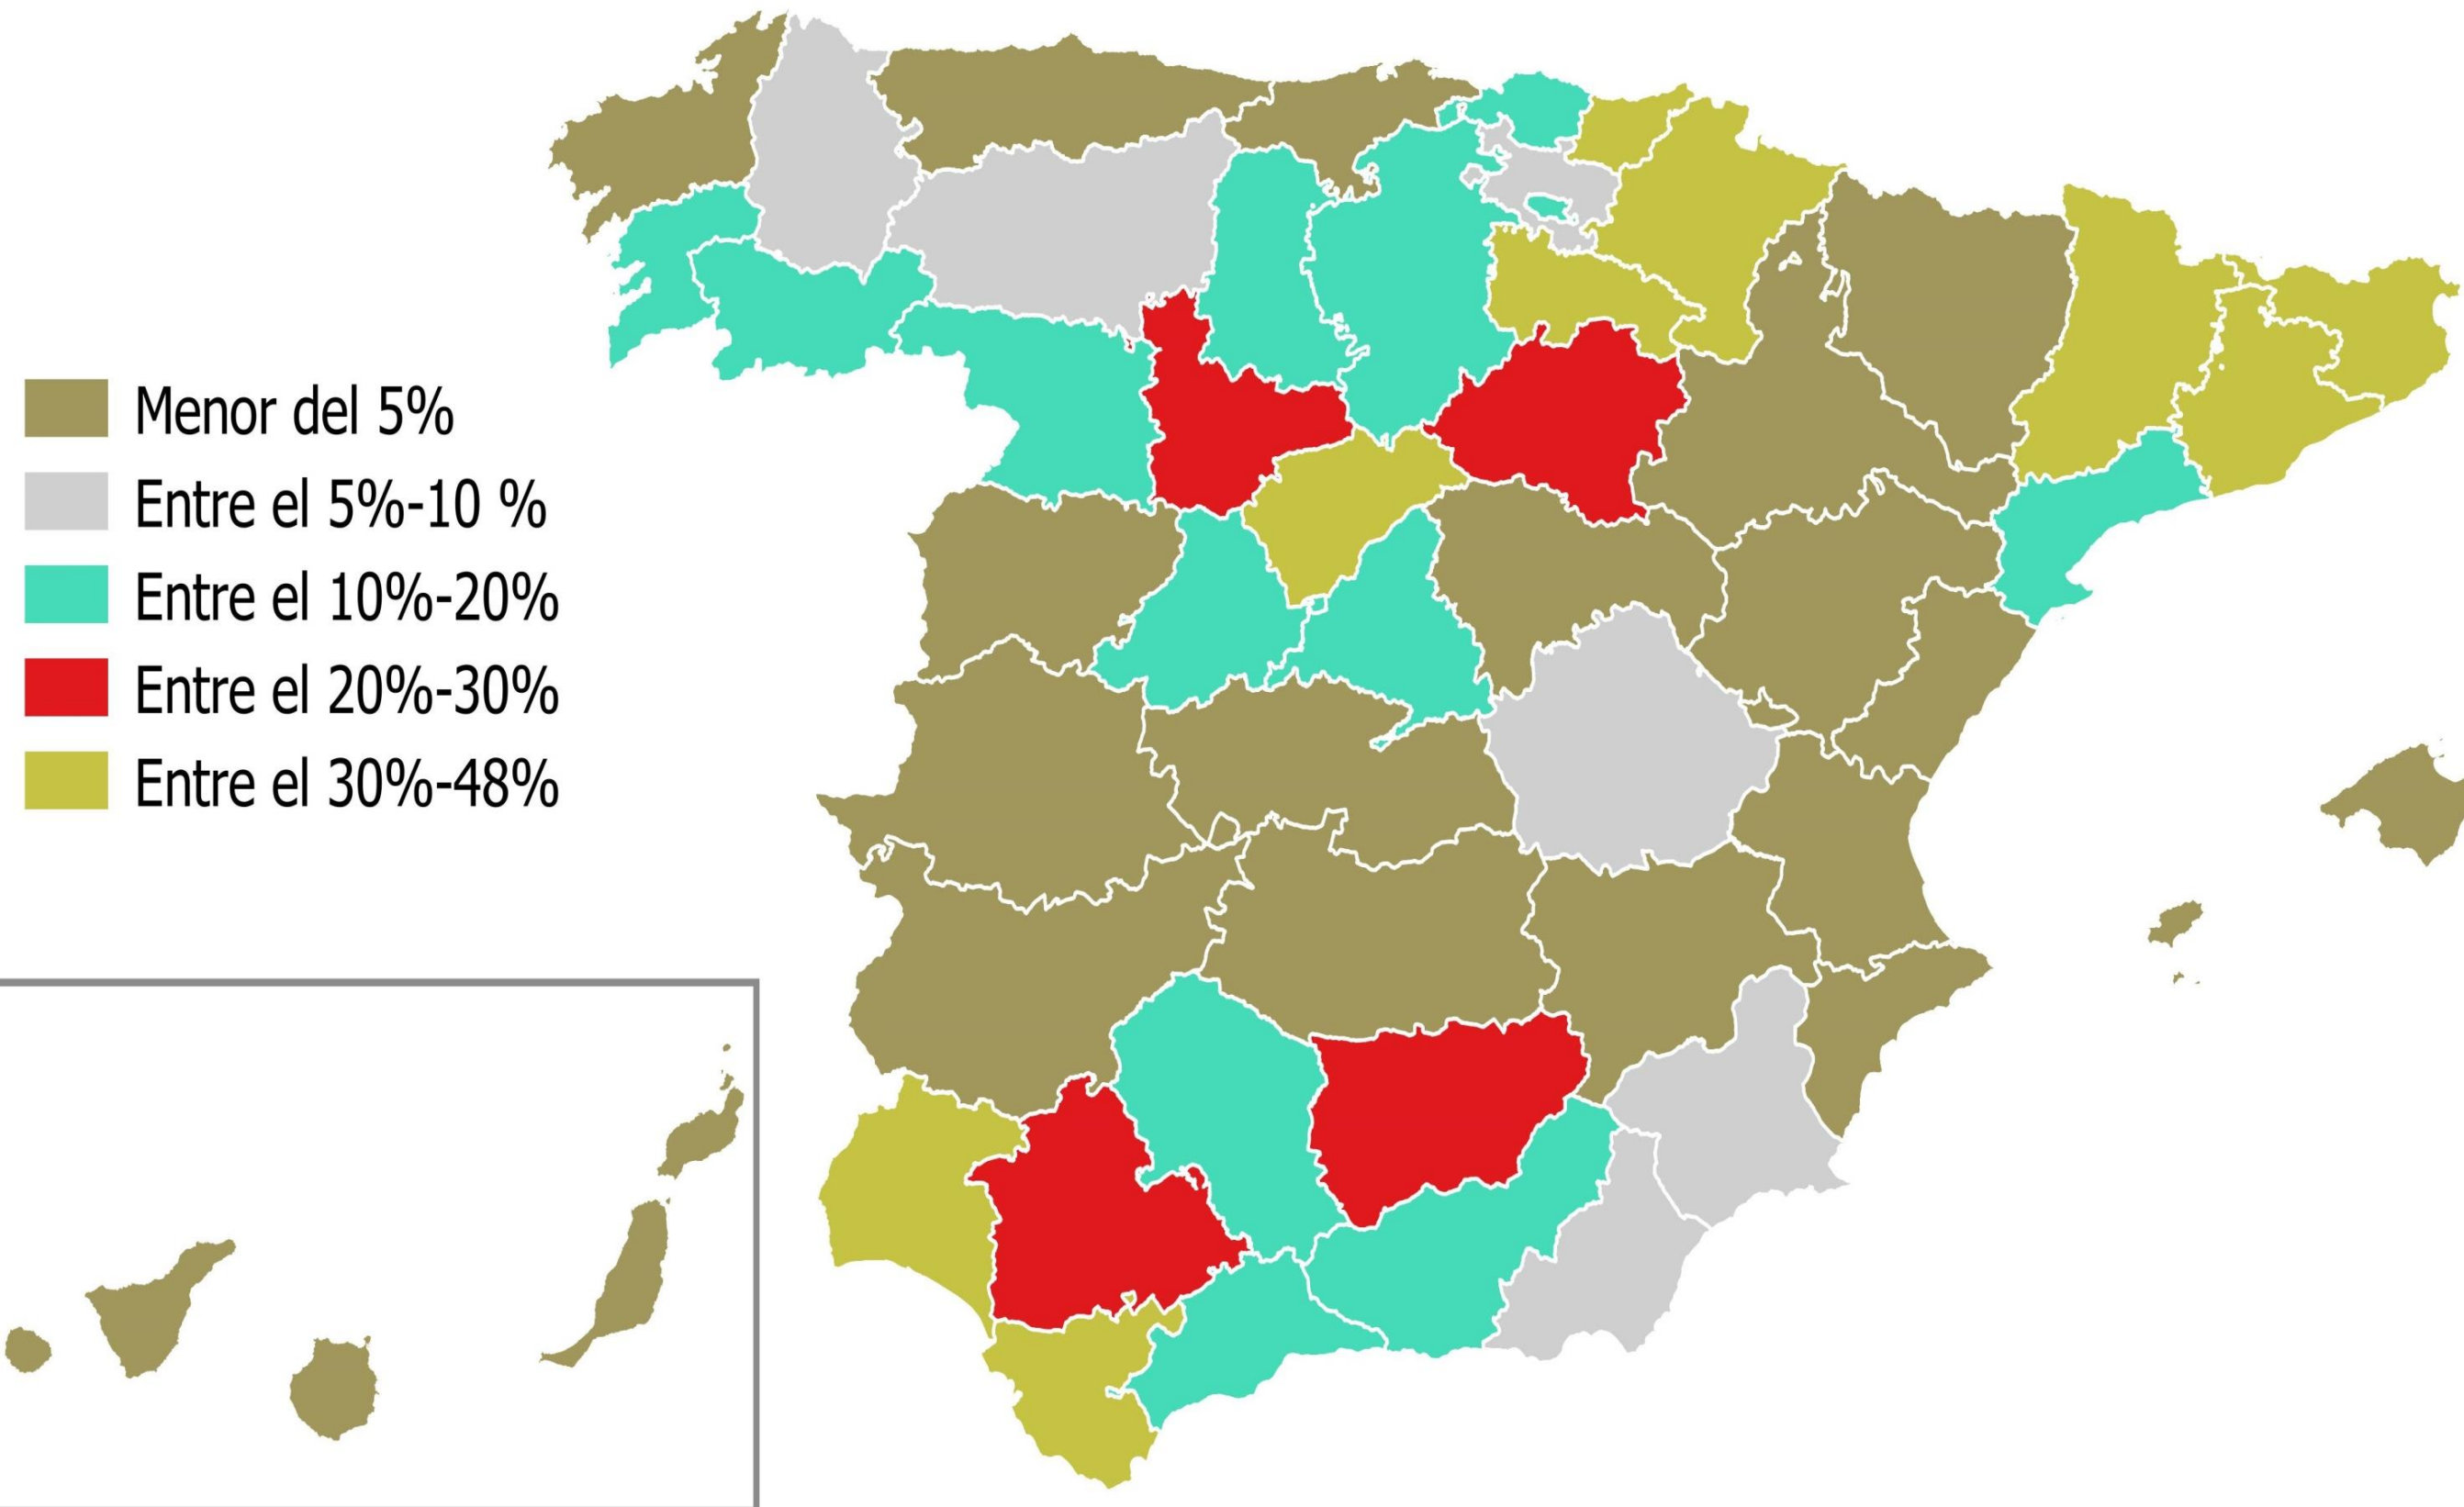 Menor del 5%
Entre el 5%-10 %
Entre el 10%-20%
Entre el 20%-30%
Entre el 30%-48%